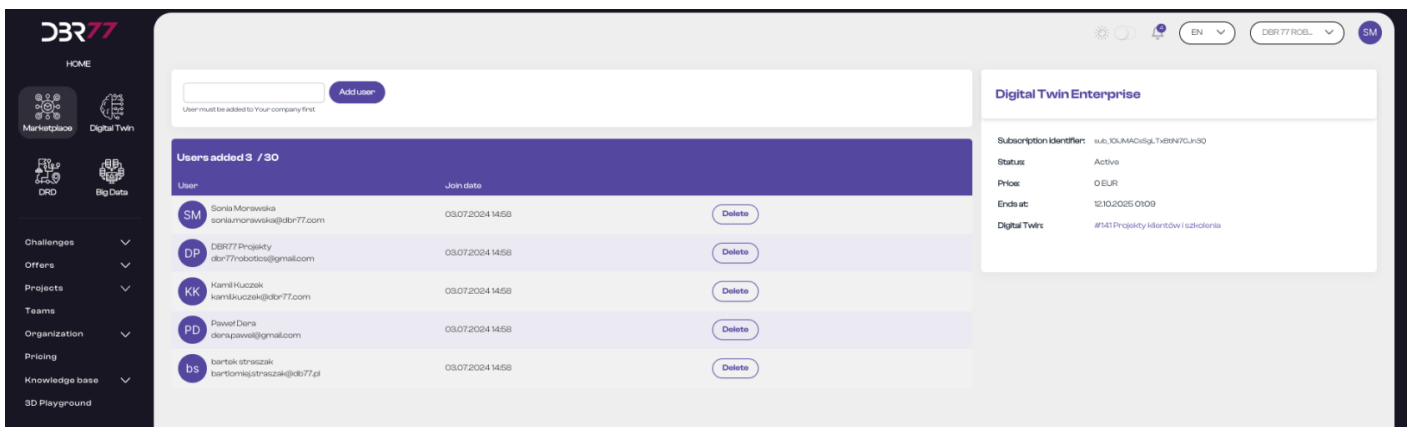 DBR77
HOME
Marketplace
Digital Twin
DRD
Big Data
Challenges
Offers
Projects
Teams
Organization
Pricing
Knowledge base
3D Playground
4
EN
DBR77 ROB...
SM
Add user
User must be added to Your company first
Users added 3 / 30
User Join date
SM Sonia Morawska
sonia.morawska@dbr77.com
03.07.2024 14:58 Delete
DP DBR77 Projekty
dbr77robotics@gmail.com
03.07.2024 14:58 Delete
KK Kamil Kuczek
kamil.kuczek@dbr77.com
03.07.2024 14:58 Delete
PD Paweł Dera
dera.pawel@gmail.com
03.07.2024 14:58 Delete
bs bartek straszak
bartlomiej.straszak@db77.pl
03.07.2024 14:58 Delete
Digital Twin Enterprise
Subscription identifier:
Status: Active
Price: 0 EUR
Ends at: 12.10.2025 01:09
Digital Twin: #141 Projekty klientów i szkolenia